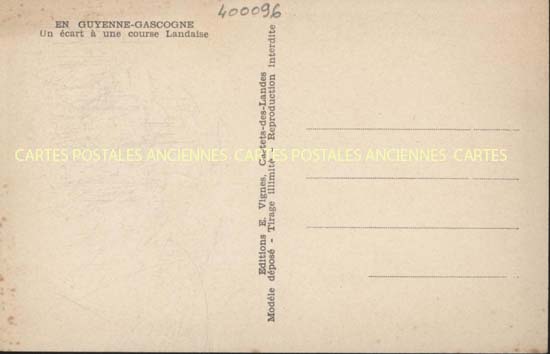 400096
EN GUYENNE-GASCOGNE
Un écart à une course Landaise
Editions E. Vignes, Castets-des-Landes
Modèle déposé - Tirage illimité - Reproduction interdite
CARTES POSTALES ANCIENNES CARTES POSTALES ANCIENNES CARTES